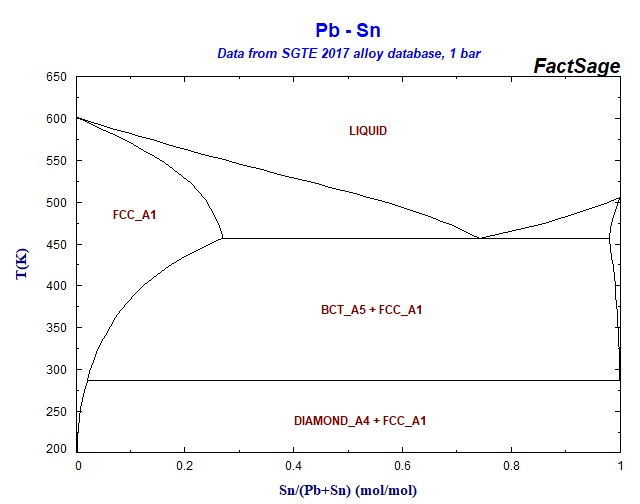 Pb - Sn
Data from SGTE 2017 alloy database, 1 bar
FactSage
650
600
550
500
450
400
350
300
250
200
T(K)
LIQUID
FCC_A1
BCT_A5 + FCC_A1
DIAMOND_A4 + FCC_A1
0 0.2 0.4 0.6 0.8 1
Sn/(Pb+Sn) (mol/mol)